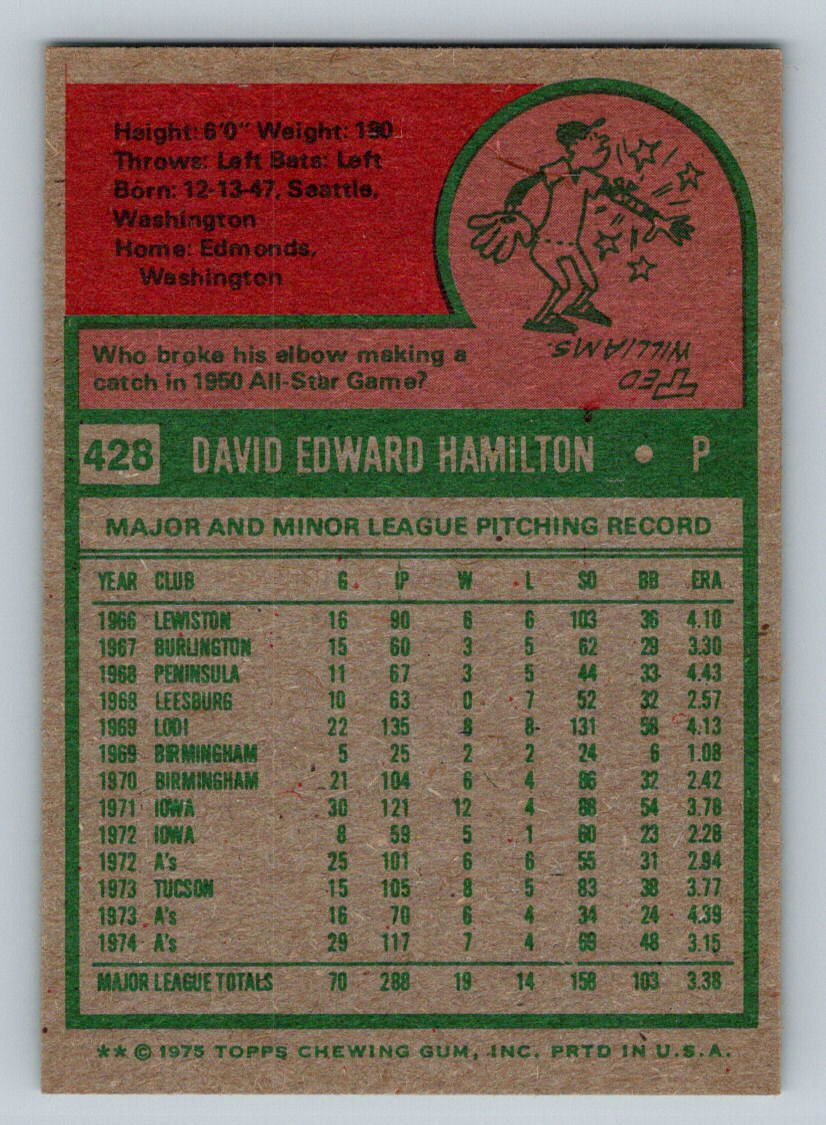 Height: 6'0" Weight: 180
Throws: Left Bats: Left
Born: 12-13-47, Seattle,
Washington
Home: Edmonds,
Washington
TED
WILLIAMS.
Who broke his elbow making a
catch in 1950 All-Star Game?
428 DAVID EDWARD HAMILTON • P
MAJOR AND MINOR LEAGUE PITCHING RECORD
YEAR CLUB G. IP W L SO BB ERA
1966 LEWISTON 16 90 6 6 103 36 4.10
1967 BURLINGTON 15 60 3 5 62 29 3.30
1968 PENINSULA 11 67 3 5 44 33 4.43
1968 LEESBURG 10 63 0 7 52 32 2.57
1969 LODI 22 135 8 8 131 58 4.13
1969 BIRMINGHAM 5 25 2 2 24 6 1.08
1970 BIRMINGHAM 21 104 6 4 86 32 2.42
1971 IOWA 30 121 12 4 88 54 3.78
1972 IOWA 8 59 5 1 60 23 2.28
1972 A's 25 101 6 6 55 31 2.94
1973 TUCSON 15 105 8 5 83 38 3.77
1973 A's 16 70 6 4 34 24 4.39
1974 A's 29 117 7 4 69 48 3.15
MAJOR LEAGUE TOTALS 70 288 19 14 158 103 3.38
** © 1975 TOPPS CHEWING GUM, INC. PRTD IN U.S.A.